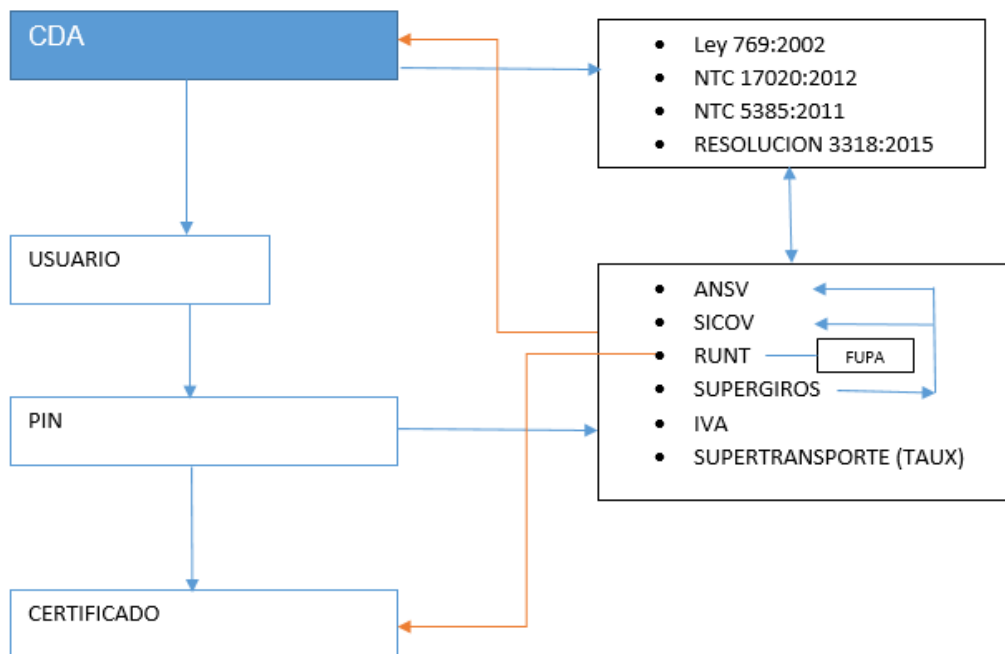 CDA
• Ley 769:2002
• NTC 17020:2012
• NTC 5385:2011
• RESOLUCION 3318:2015
USUARIO
• ANSV
• SICOV
• RUNT
FUPA
• SUPERGIROS
• IVA
• SUPERTRANSPORTE (TAUX)
PIN
CERTIFICADO